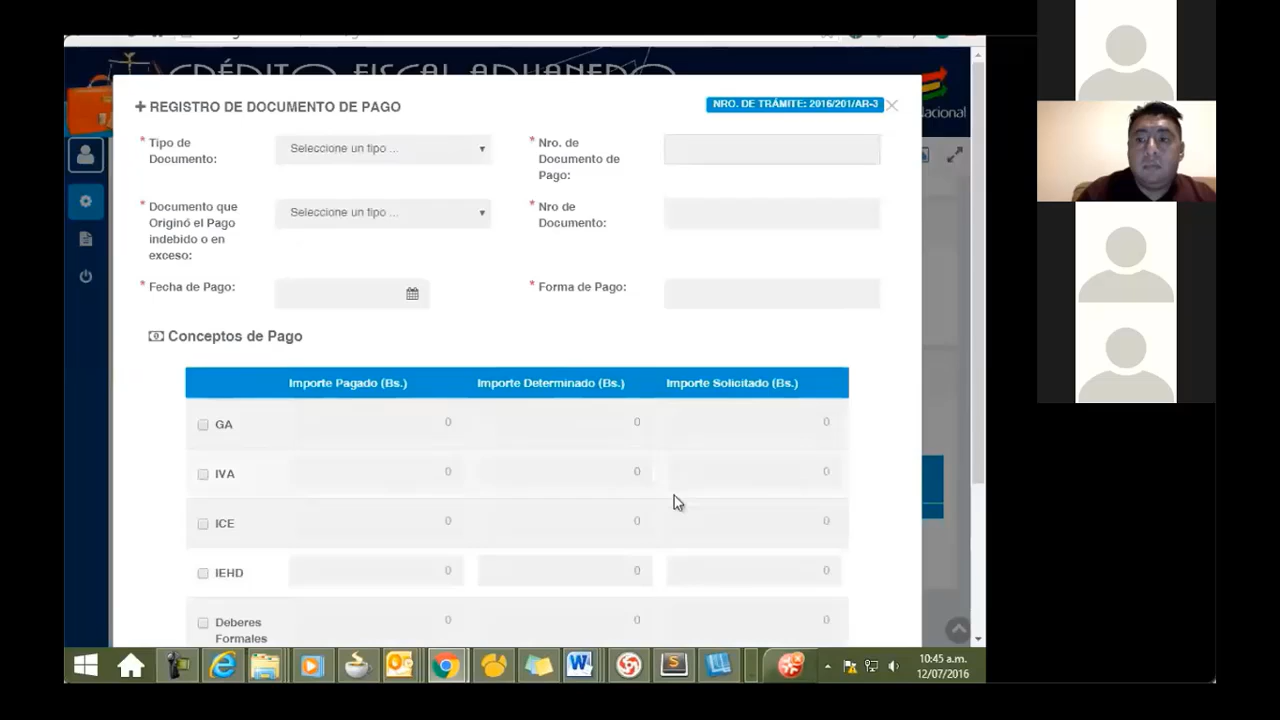 CRÉDITO FISCAL ADUANERO
REGISTRO DE DOCUMENTO DE PAGO
NRO. DE TRÁMITE: 2016/201/AR-3
Nacional
* Tipo de
Documento:
Seleccione un tipo ...
* Nro. de
Documento de
Pago:
* Documento que
Originó el Pago
indebido o en
exceso:
Seleccione un tipo ...
* Nro de
Documento:
* Fecha de Pago:
* Forma de Pago:
Conceptos de Pago
Importe Pagado (Bs.) Importe Determinado (Bs.) Importe Solicitado (Bs.)
GA 0 0 0
IVA 0 0 0
ICE 0 0 0
IEHD 0 0 0
Deberes
Formales
0 0 0
10:45 a.m.
12/07/2016